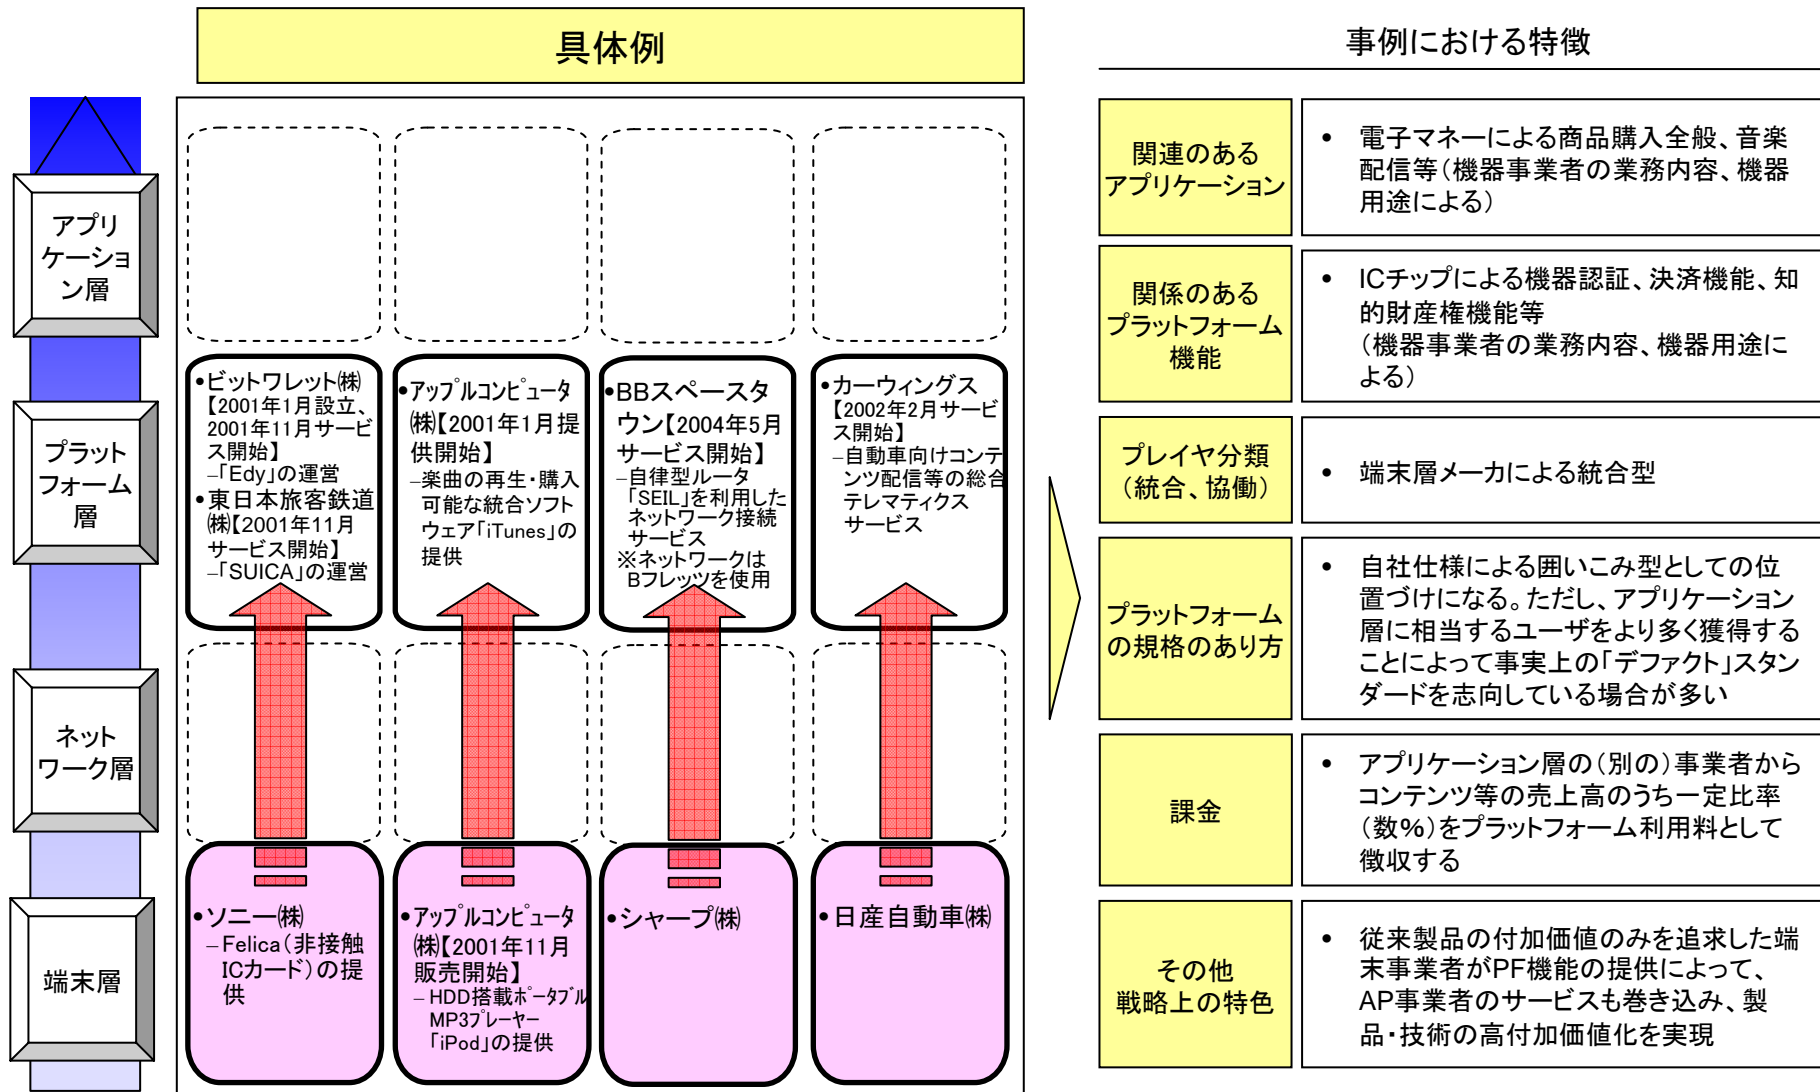 具体例
事例における特徴
アプリ
ケーショ
ン層
プラット
フォーム
層
ネット
ワーク層
端末層
•ビットワレット㈱
【2001年1月設立、
2001年11月サービ
ス開始】
–「Edy」の運営
•東日本旅客鉄道
㈱【2001年11月
サービス開始】
–「SUICA」の運営
•アップルコンピュータ
㈱【2001年1月提
供開始】
–楽曲の再生・購入
可能な統合ソフト
ウェア「iTunes」の
提供
•BBスペースタ
ウン【2004年5月
サービス開始】
–自律型ルータ
「SEIL」を利用した
ネットワーク接続
サービス
※ネットワークは
Bフレッツを使用
•カーウィングス
【2002年2月サービ
ス開始】
–自動車向けコンテ
ンツ配信等の総合
テレマティクス
サービス
•ソニー㈱
–Felica(非接触
ICカード)の提
供
•アップルコンピュータ
㈱【2001年11月
販売開始】
–HDD搭載ポータブル
MP3プレーヤー
「iPod」の提供
•シャープ㈱
•日産自動車㈱
関連のある
アプリケーション
• 電子マネーによる商品購入全般、音楽
配信等(機器事業者の業務内容、機器
用途による)
関係のある
プラットフォーム
機能
• ICチップによる機器認証、決済機能、知
的財産権機能等
(機器事業者の業務内容、機器用途に
よる)
プレイヤ分類
(統合、協働)
• 端末層メーカによる統合型
プラットフォーム
の規格のあり方
• 自社仕様による囲いこみ型としての位
置づけになる。ただし、アプリケーション
層に相当するユーザをより多く獲得する
ことによって事実上の「デファクト」スタン
ダードを志向している場合が多い
課金
• アプリケーション層の(別の)事業者から
コンテンツ等の売上高のうち一定比率
(数%)をプラットフォーム利用料として
徴収する
その他
戦略上の特色
• 従来製品の付加価値のみを追求した端
末事業者がPF機能の提供によって、
AP事業者のサービスも巻き込み、製
品・技術の高付加価値化を実現